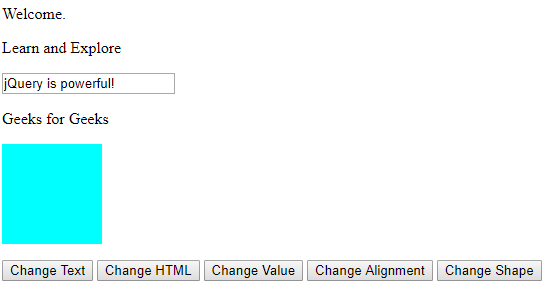 Welcome.
Learn and Explore
jQuery is powerful!
Geeks for Geeks
Change Text Change HTML Change Value Change Alignment Change Shape